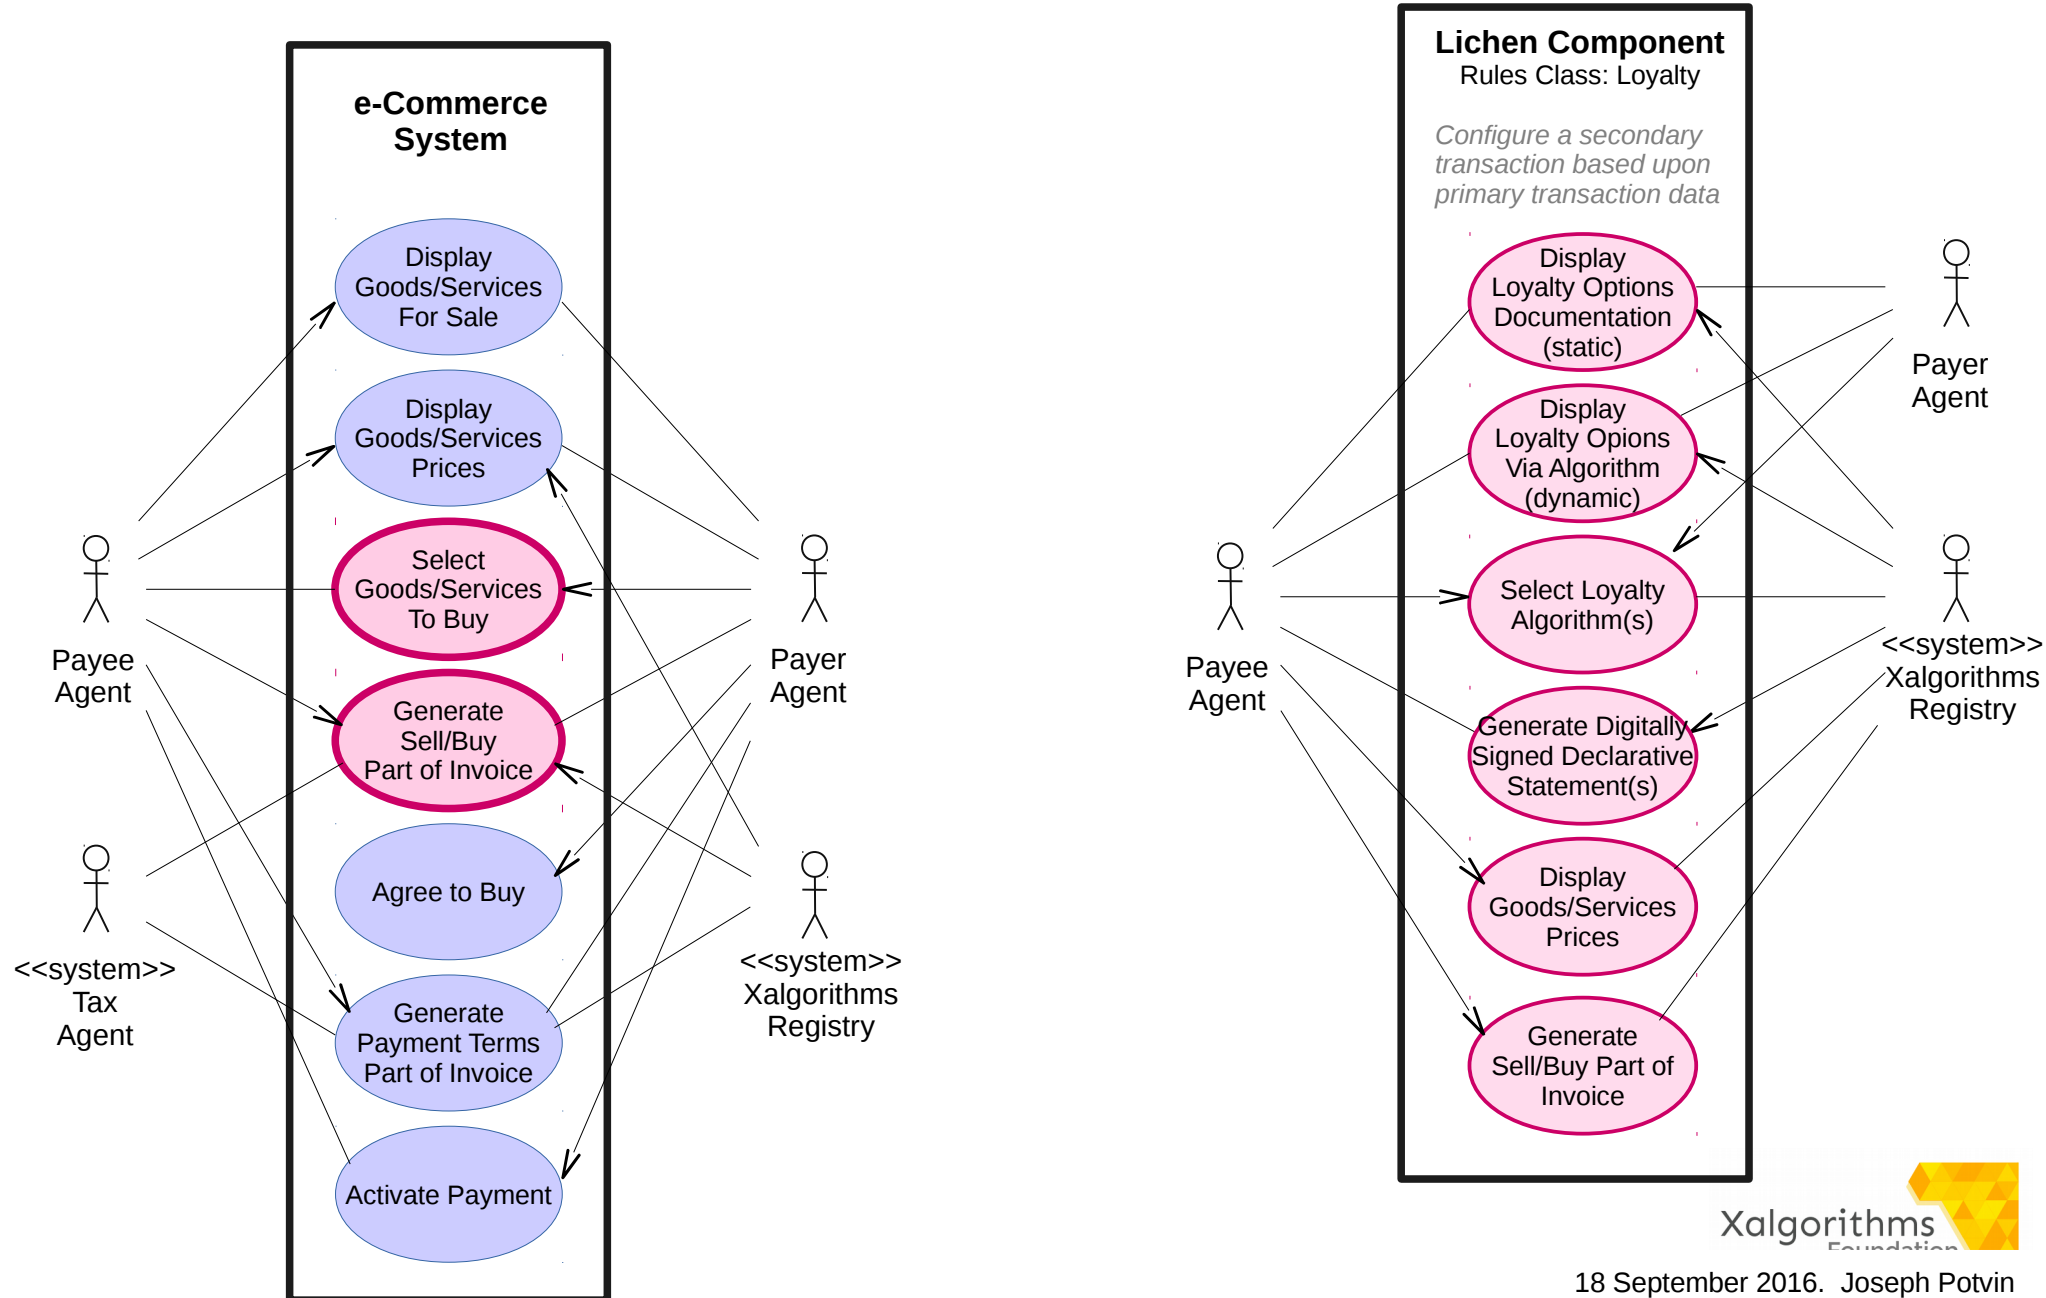 e-Commerce
System
Display
Goods/Services
For Sale
Display
Goods/Services
Prices
Select
Goods/Services
To Buy
Generate
Sell/Buy
Part of Invoice
Agree to Buy
Generate
Payment Terms
Part of Invoice
Activate Payment
Payee
Agent
<<system>>
Tax
Agent
Payer
Agent
<<system>>
Xalgorithms
Registry
Lichen Component
Rules Class: Loyalty
Configure a secondary
transaction based upon
primary transaction data
Display
Loyalty Options
Documentation
(static)
Display
Loyalty Opions
Via Algorithm
(dynamic)
Select Loyalty
Algorithm(s)
Generate Digitally
Signed Declarative
Statement(s)
Display
Goods/Services
Prices
Generate
Sell/Buy Part of
Invoice
Payee
Agent
Payer
Agent
<<system>>
Xalgorithms
Registry
Xalgorithms
Foundation
18 September 2016.  Joseph Potvin